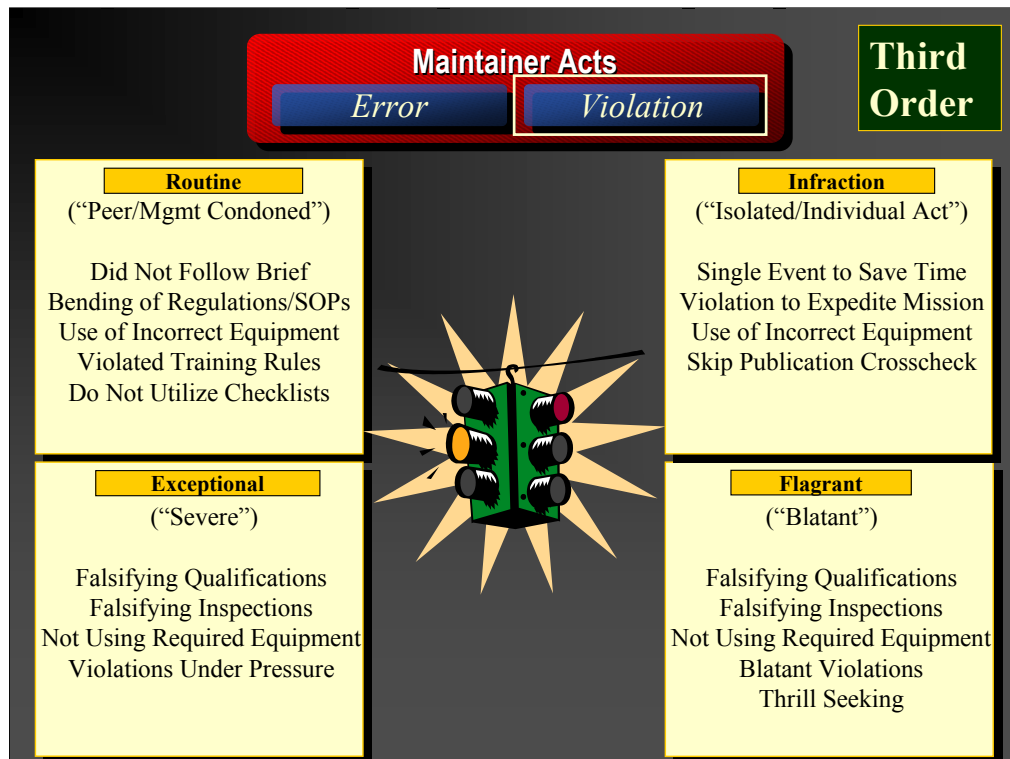 Maintainer Acts
Error
Violation
Third
Order
Routine
(“Peer/Mgmt Condoned”)
Did Not Follow Brief
Bending of Regulations/SOPs
Use of Incorrect Equipment
Violated Training Rules
Do Not Utilize Checklists
Infraction
(“Isolated/Individual Act”)
Single Event to Save Time
Violation to Expedite Mission
Use of Incorrect Equipment
Skip Publication Crosscheck
Exceptional
(“Severe”)
Falsifying Qualifications
Falsifying Inspections
Not Using Required Equipment
Violations Under Pressure
Flagrant
(“Blatant”)
Falsifying Qualifications
Falsifying Inspections
Not Using Required Equipment
Blatant Violations
Thrill Seeking